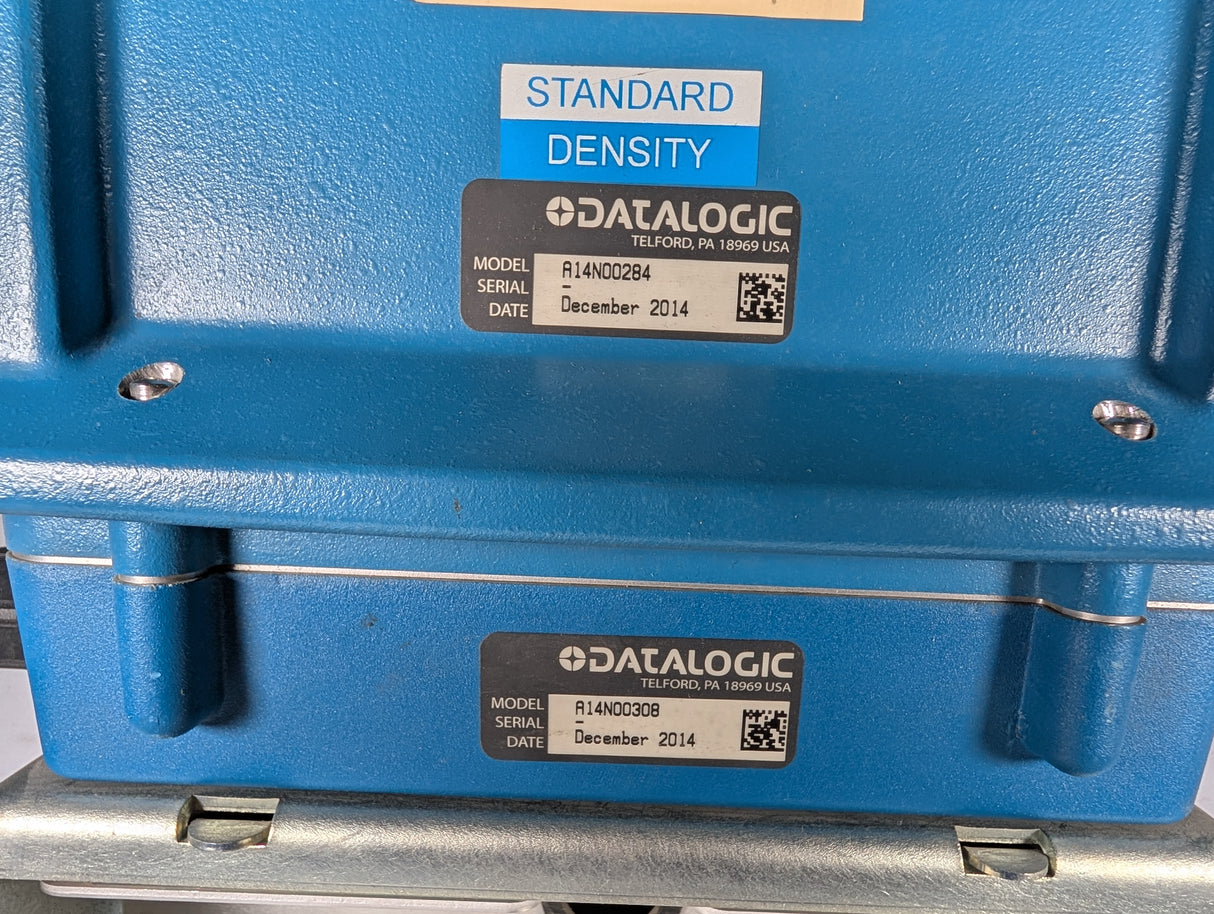 STANDARD
DENSITY
DATALOGIC
TELFORD, PA 18969 USA
MODEL A14N00284
SERIAL -
DATE December 2014
DATALOGIC
TELFORD, PA 18969 USA
MODEL A14N00308
SERIAL -
DATE December 2014